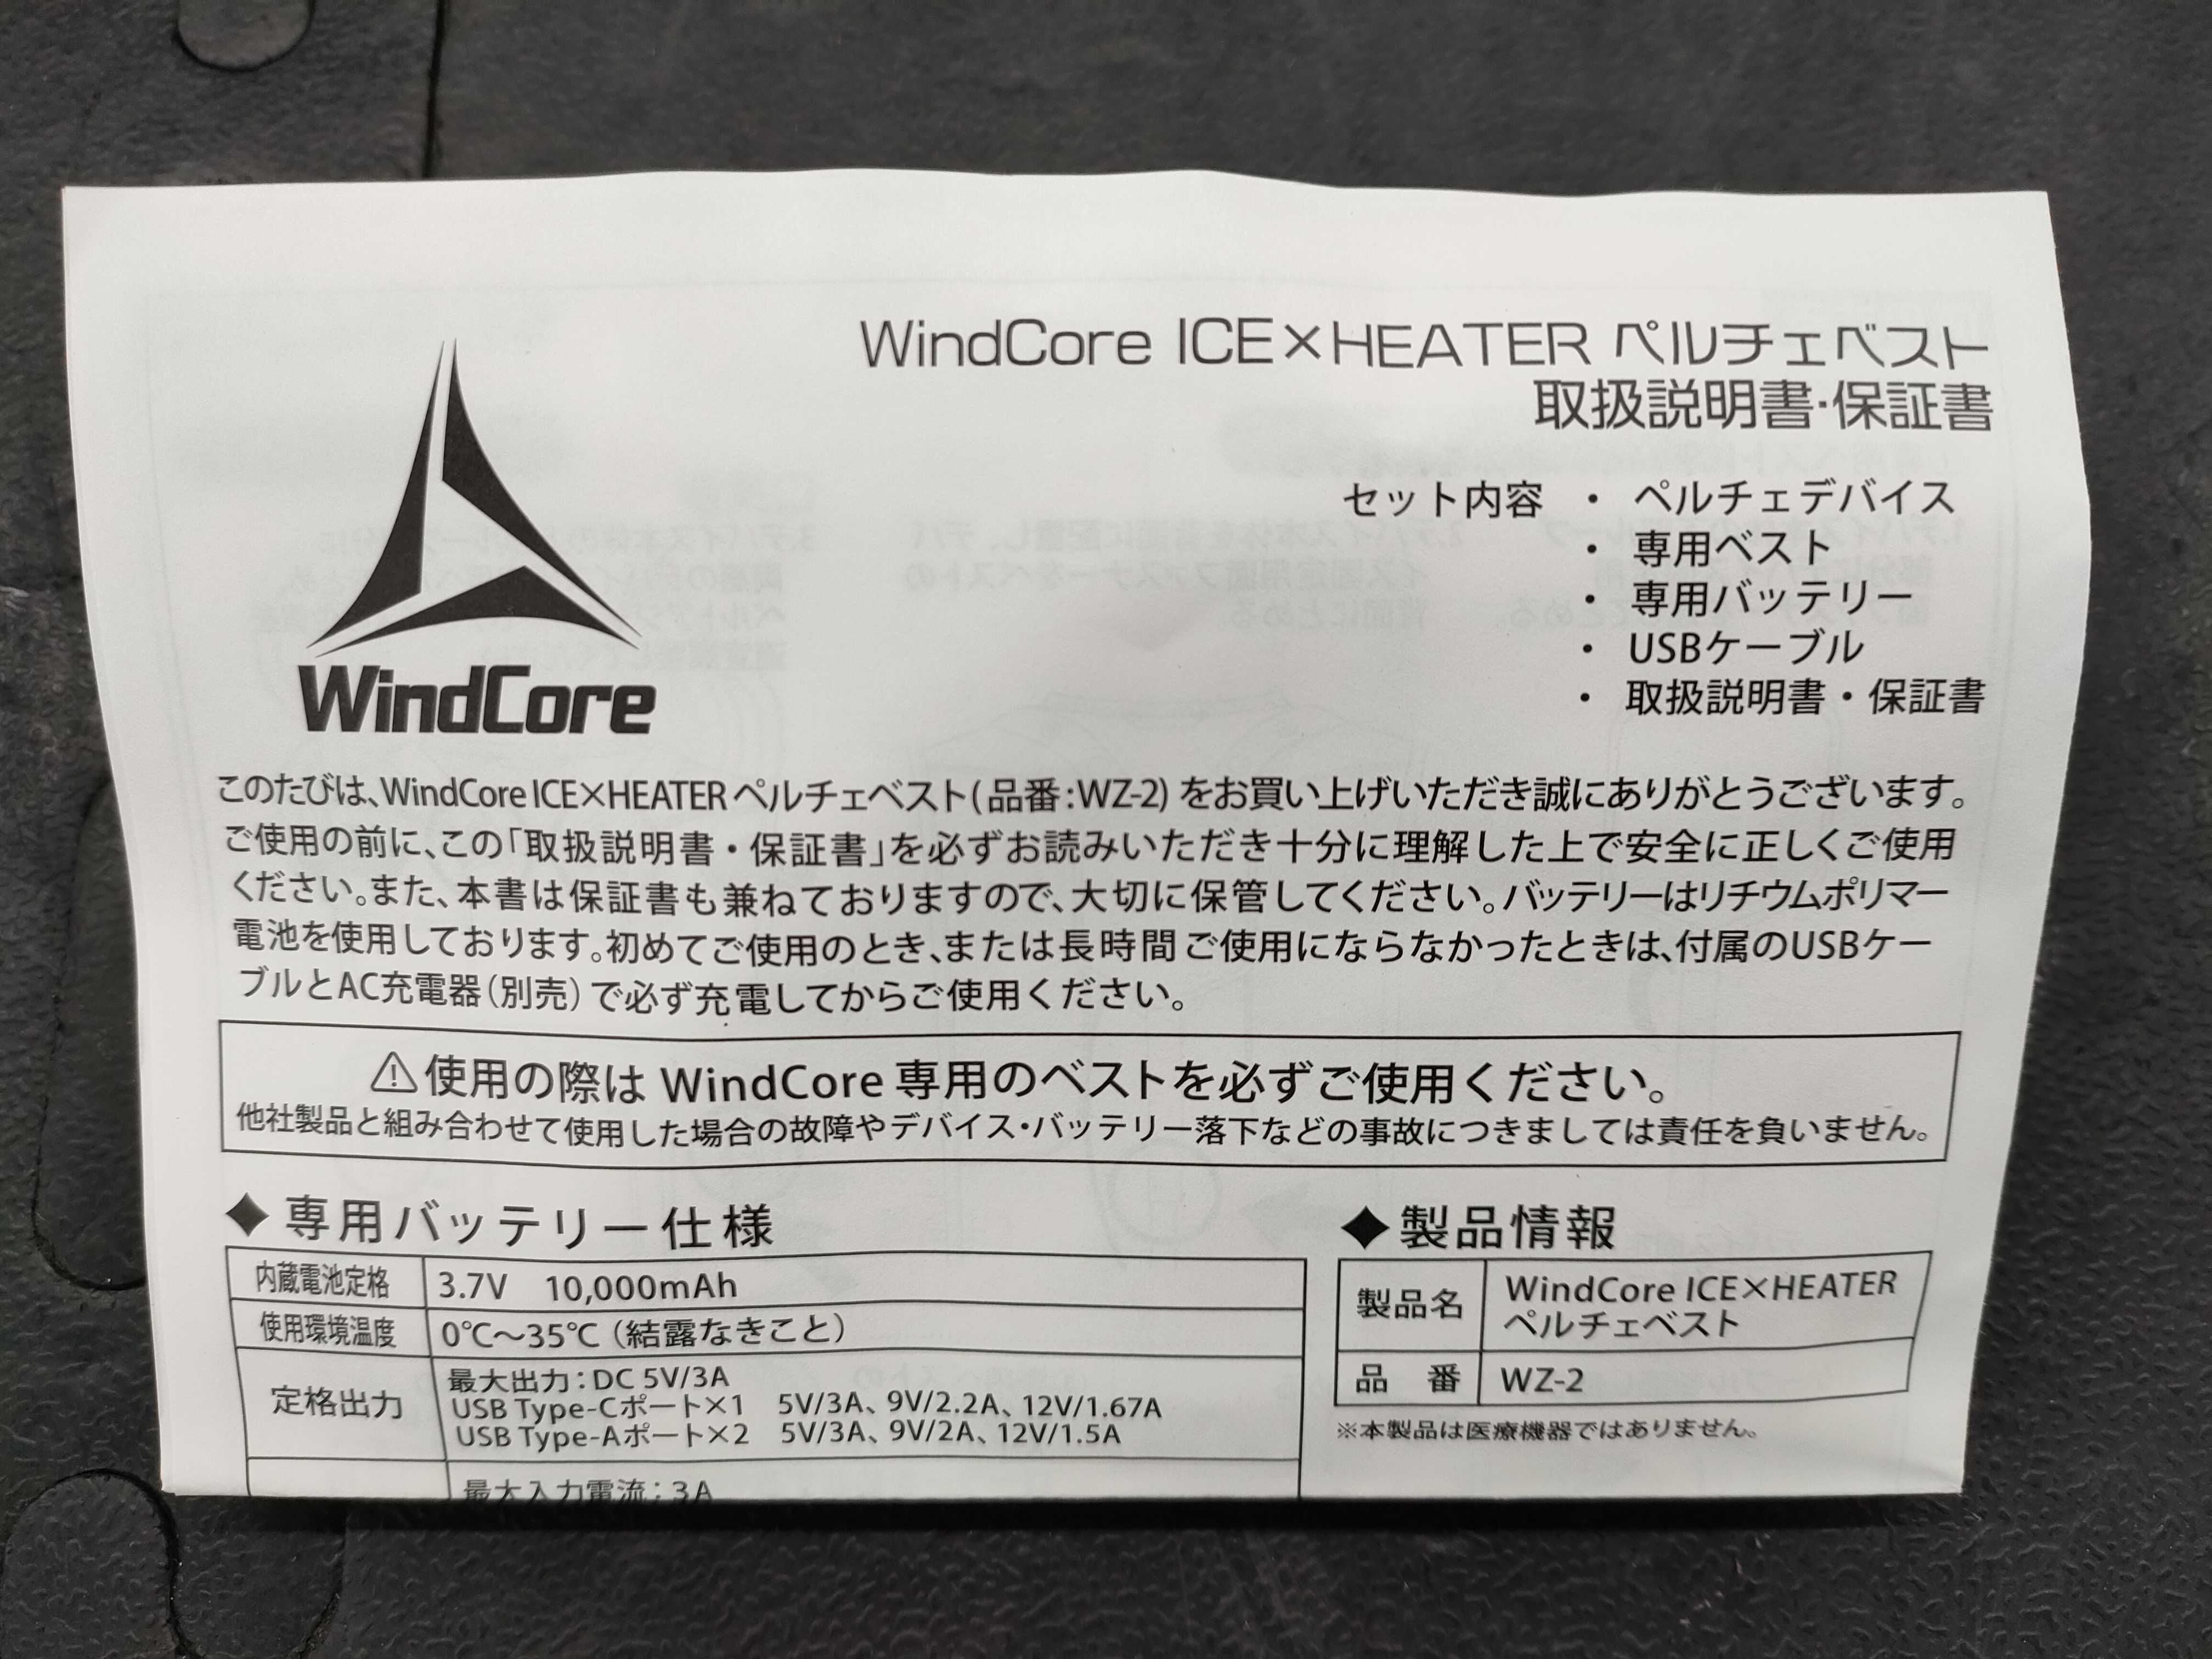 WindCore ICE×HEATER ペルチェベスト
取扱説明書・保証書
WindCore
セット内容 ・ ペルチェデバイス
・ 専用ベスト
・ 専用バッテリー
・ USBケーブル
・ 取扱説明書・保証書
このたびは、WindCore ICE×HEATER ペルチェベスト(品番:WZ-2) をお買い上げいただき誠にありがとうございます。
ご使用の前に、この「取扱説明書・保証書」を必ずお読みいただき十分に理解した上で安全に正しくご使用
ください。また、本書は保証書も兼ねておりますので、大切に保管してください。バッテリーはリチウムポリマー
電池を使用しております。初めてご使用のとき、または長時間ご使用にならなかったときは、付属のUSBケー
ブルとAC充電器（別売）で必ず充電してからご使用ください。
⚠使用の際は WindCore 専用のベストを必ずご使用ください。
他社製品と組み合わせて使用した場合の故障やデバイス・バッテリー落下などの事故につきましては責任を負いません。
◆専用バッテリー仕様
内蔵電池定格 3.7V 10,000mAh
使用環境温度 0℃～35℃（結露なきこと）
定格出力 最大出力：DC 5V/3A
USB Type-Cポート×1 5V/3A、9V/2.2A、12V/1.67A
USB Type-Aポート×2 5V/3A、9V/2A、12V/1.5A
最大入力電流：3A
◆製品情報
製品名 WindCore ICE×HEATER
ペルチェベスト
品 番 WZ-2
※本製品は医療機器ではありません。